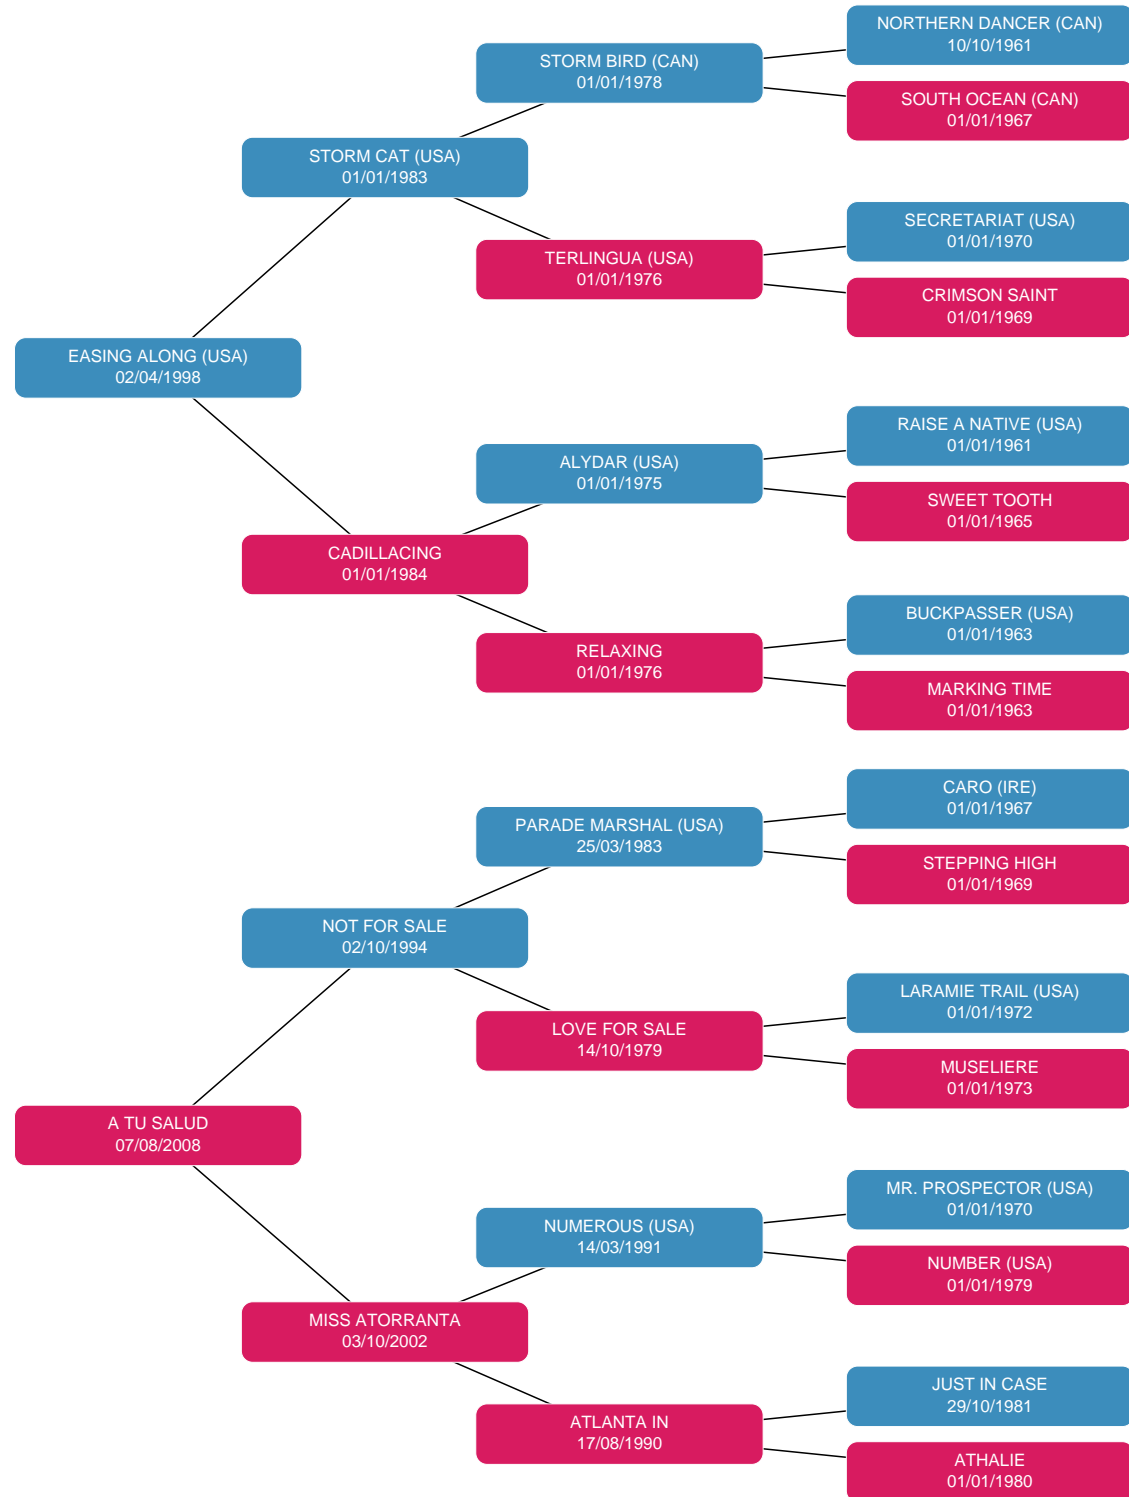 NORTHERN DANCER (CAN)
10/10/1961
STORM BIRD (CAN)
01/01/1978
SOUTH OCEAN (CAN)
01/01/1967
STORM CAT (USA)
01/01/1983
SECRETARIAT (USA)
01/01/1970
TERLINGUA (USA)
01/01/1976
CRIMSON SAINT
01/01/1969
EASING ALONG (USA)
02/04/1998
RAISE A NATIVE (USA)
01/01/1961
ALYDAR (USA)
01/01/1975
SWEET TOOTH
01/01/1965
CADILLACING
01/01/1984
BUCKPASSER (USA)
01/01/1963
RELAXING
01/01/1976
MARKING TIME
01/01/1963
CARO (IRE)
01/01/1967
PARADE MARSHAL (USA)
25/03/1983
STEPPING HIGH
01/01/1969
NOT FOR SALE
02/10/1994
LARAMIE TRAIL (USA)
01/01/1972
LOVE FOR SALE
14/10/1979
MUSELIERE
01/01/1973
A TU SALUD
07/08/2008
MR. PROSPECTOR (USA)
01/01/1970
NUMEROUS (USA)
14/03/1991
NUMBER (USA)
01/01/1979
MISS ATORRANTA
03/10/2002
JUST IN CASE
29/10/1981
ATLANTA IN
17/08/1990
ATHALIE
01/01/1980